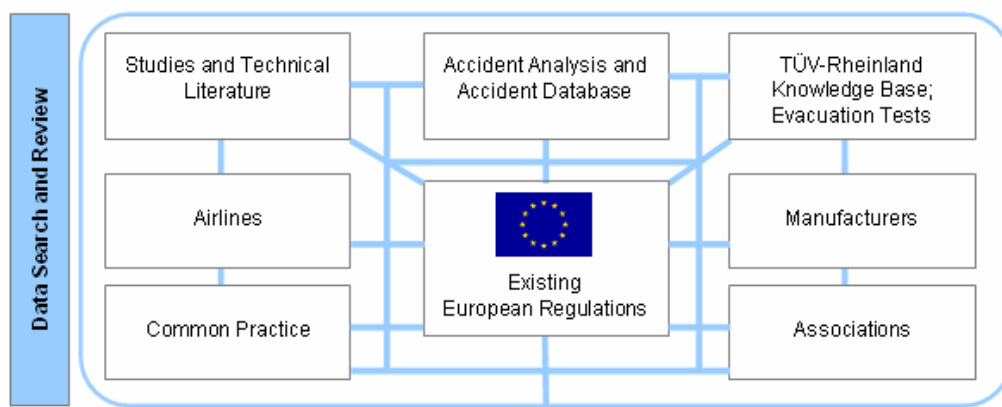 Data Search and Review
Studies and Technical
Literature
Accident Analysis and
Accident Database
TÜV-Rheinland
Knowledge Base;
Evacuation Tests
Airlines
Existing
European Regulations
Manufacturers
Common Practice
Associations